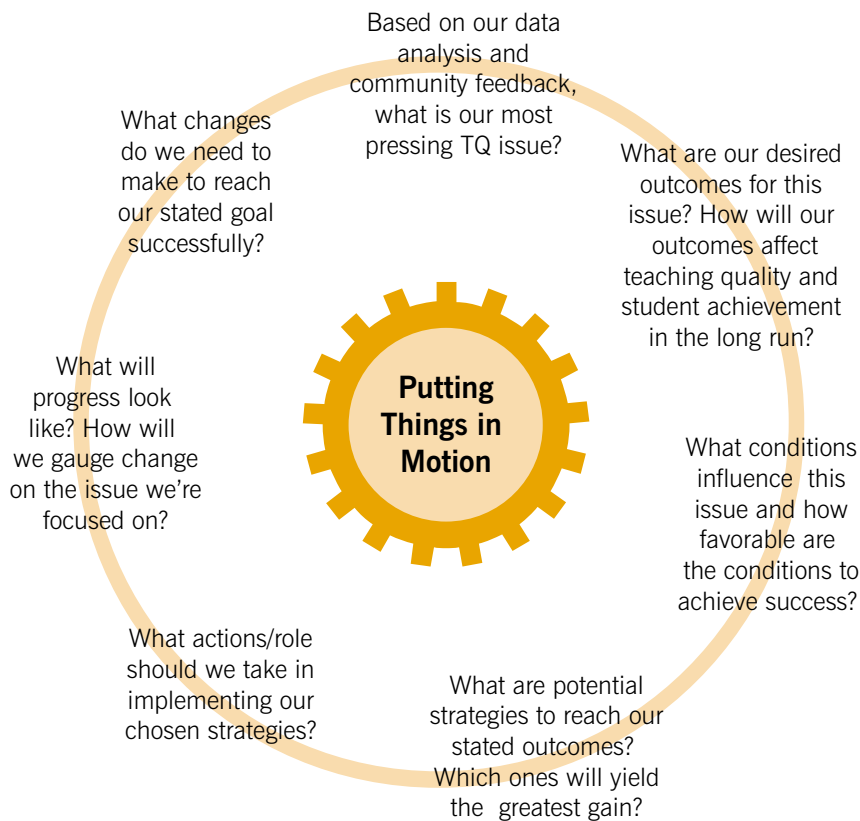 Based on our data
analysis and
community feedback,
what is our most
pressing TQ issue?
What are our desired
outcomes for this
issue? How will our
outcomes affect
teaching quality and
student achievement
in the long run?
What conditions
influence this
issue and how
favorable are
the conditions to
achieve success?
What are potential
strategies to reach our
stated outcomes?
Which ones will yield
the greatest gain?
What actions/role
should we take in
implementing our
chosen strategies?
What will
progress look
like? How will
we gauge change
on the issue we’re
focused on?
What changes
do we need to
make to reach
our stated goal
successfully?
Putting
Things in
Motion